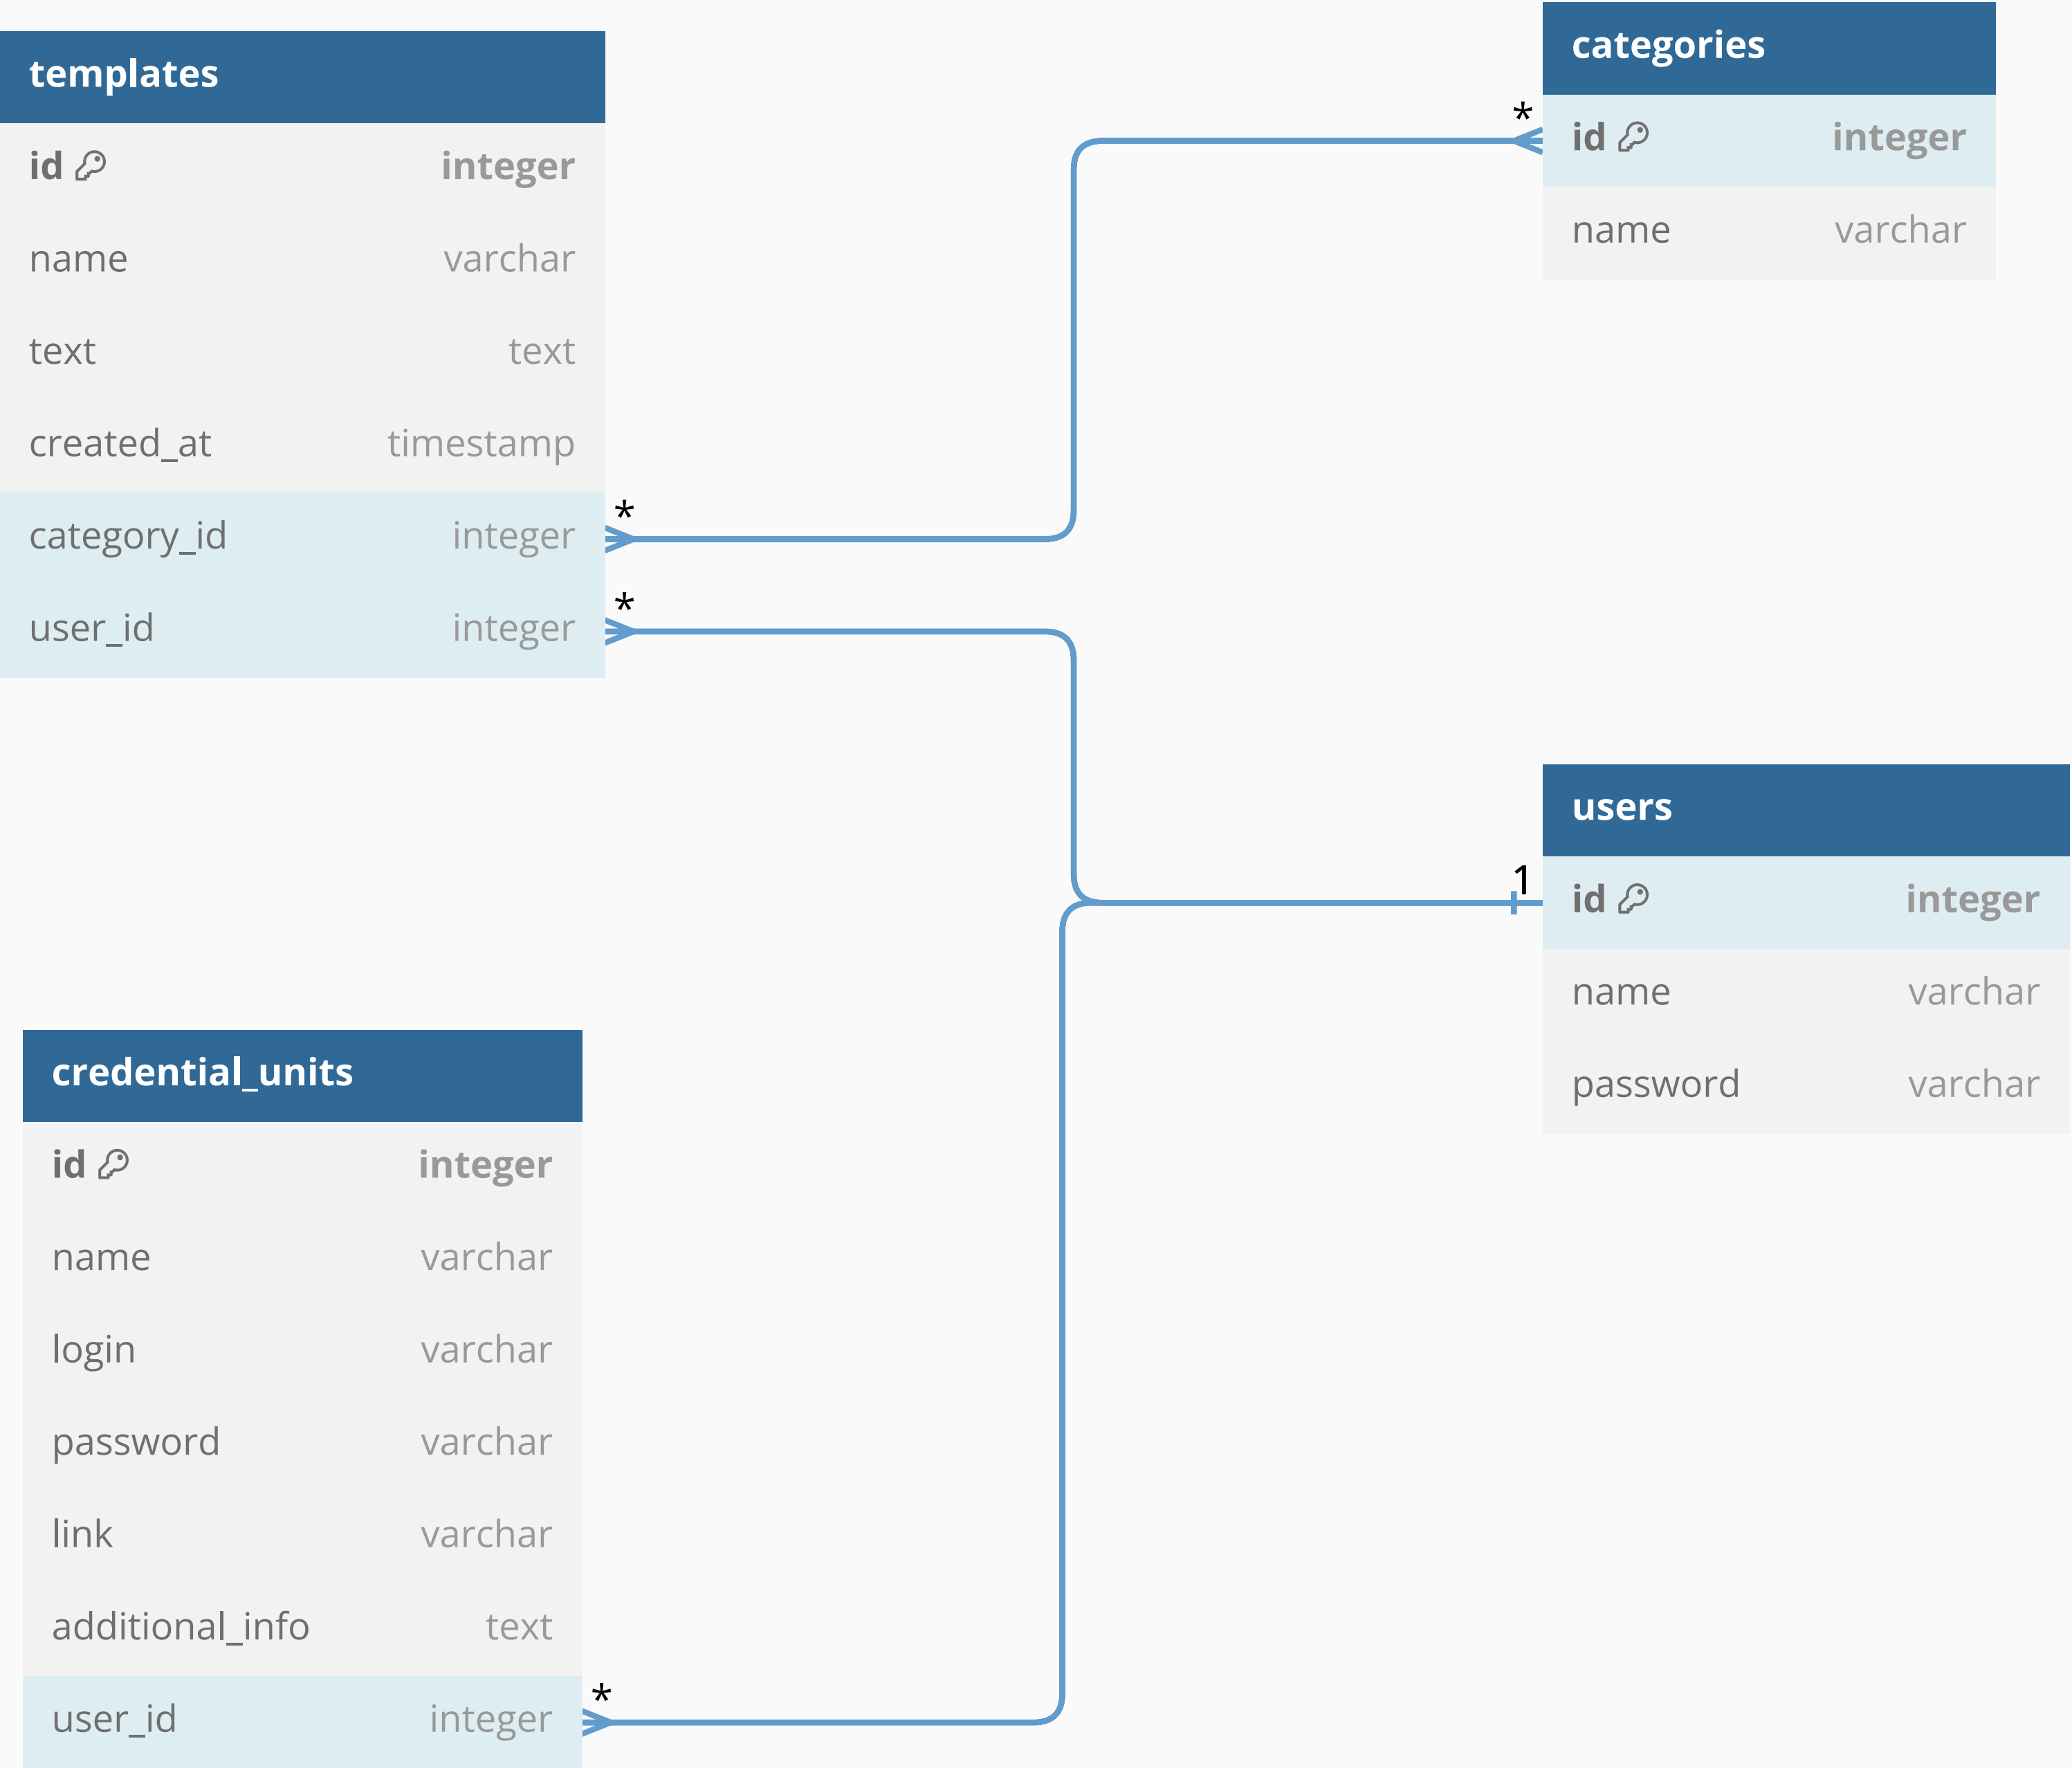 templates
id integer
name varchar
text text
created_at timestamp
category_id integer
*
user_id integer
*
categories
*
id integer
name varchar
users
1
id integer
name varchar
password varchar
credential_units
id integer
name varchar
login varchar
password varchar
link varchar
additional_info text
user_id integer
*